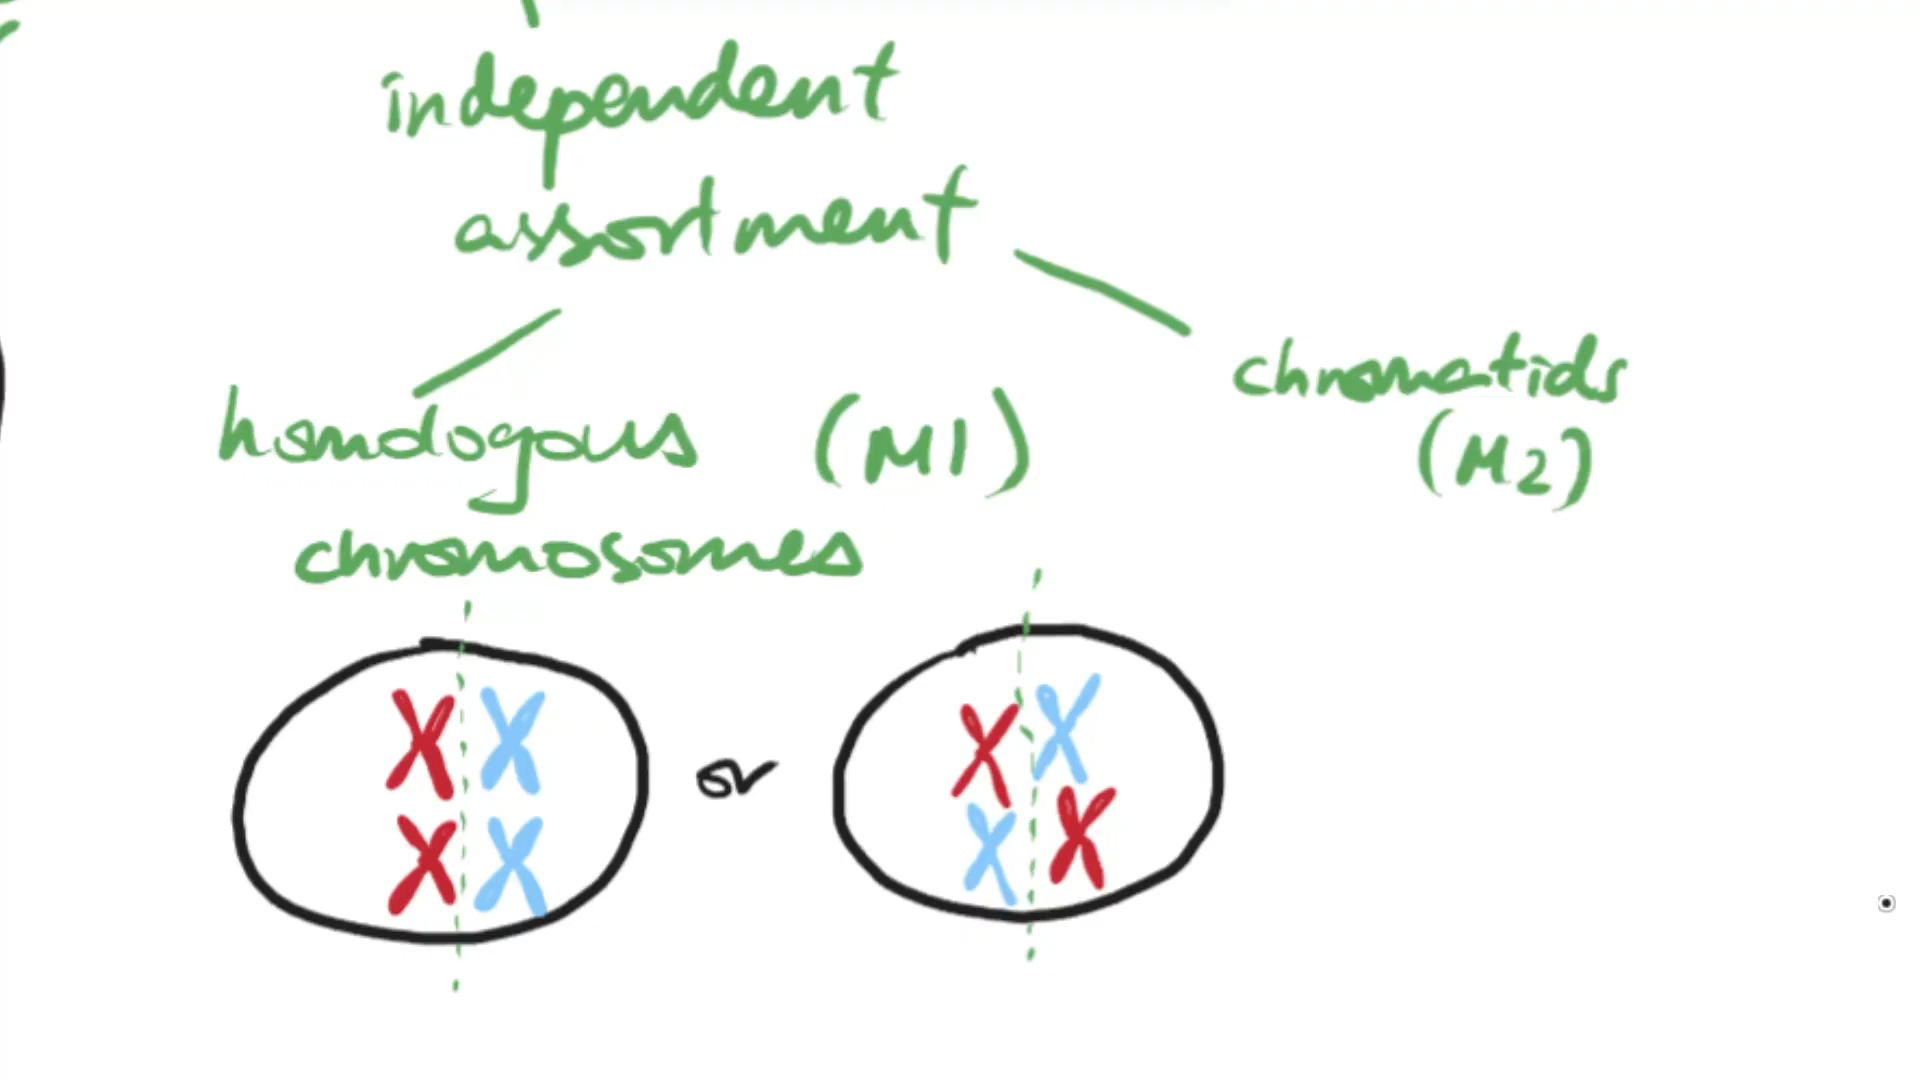 independent
assortment
homologous (M1)
chromosomes
chromatids
(M2)
or